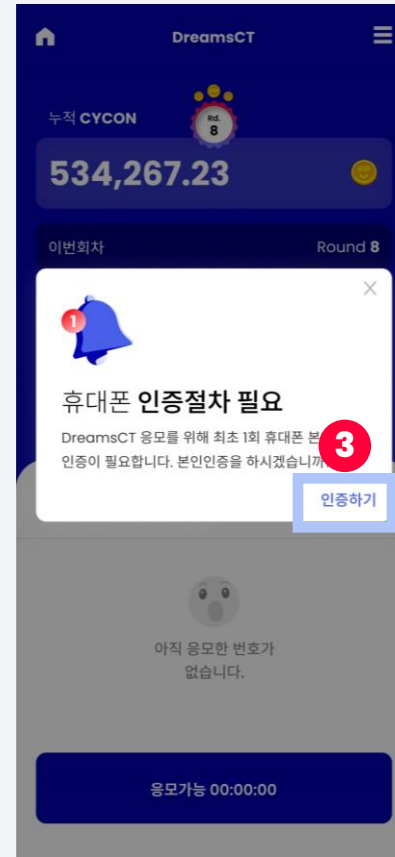 DreamsCT
누적 CYCON
Rd.
8
534,267.23
이번회차 Round 8
1
휴대폰 인증절차 필요
DreamsCT 응모를 위해 최초 1회 휴대폰 본
인증이 필요합니다. 본인인증을 하시겠습니까
3
인증하기
아직 응모한 번호가
없습니다.
응모가능 00:00:00